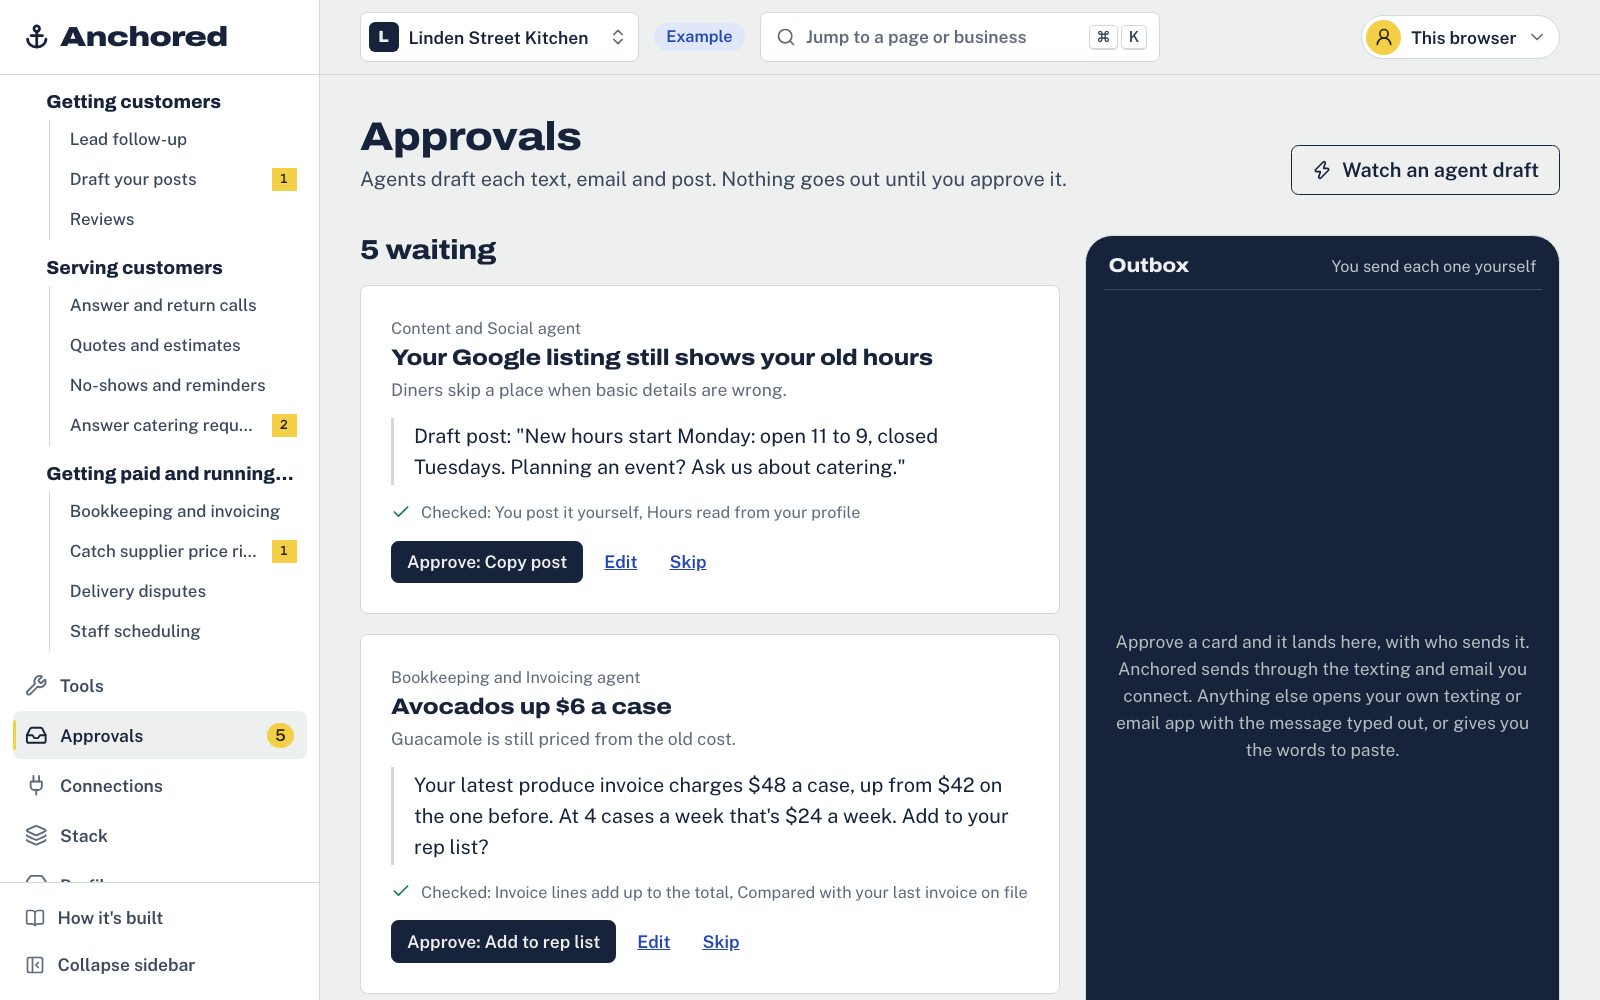 Anchored
L
Linden Street Kitchen
Example
Jump to a page or business
⌘ K
This browser
Getting customers
Lead follow-up
Draft your posts
1
Reviews
Serving customers
Answer and return calls
Quotes and estimates
No-shows and reminders
Answer catering requ...
2
Getting paid and running...
Bookkeeping and invoicing
Catch supplier price ri...
1
Delivery disputes
Staff scheduling
Tools
Approvals
5
Connections
Stack
How it's built
Collapse sidebar
Approvals
Agents draft each text, email and post. Nothing goes out until you approve it.
Watch an agent draft
5 waiting
Content and Social agent
Your Google listing still shows your old hours
Diners skip a place when basic details are wrong.
Draft post: "New hours start Monday: open 11 to 9, closed
Tuesdays. Planning an event? Ask us about catering."
Checked: You post it yourself, Hours read from your profile
Approve: Copy post
Edit
Skip
Bookkeeping and Invoicing agent
Avocados up $6 a case
Guacamole is still priced from the old cost.
Your latest produce invoice charges $48 a case, up from $42 on
the one before. At 4 cases a week that's $24 a week. Add to your
rep list?
Checked: Invoice lines add up to the total, Compared with your last invoice on file
Approve: Add to rep list
Edit
Skip
Outbox
You send each one yourself
Approve a card and it lands here, with who sends it.
Anchored sends through the texting and email you
connect. Anything else opens your own texting or
email app with the message typed out, or gives you
the words to paste.